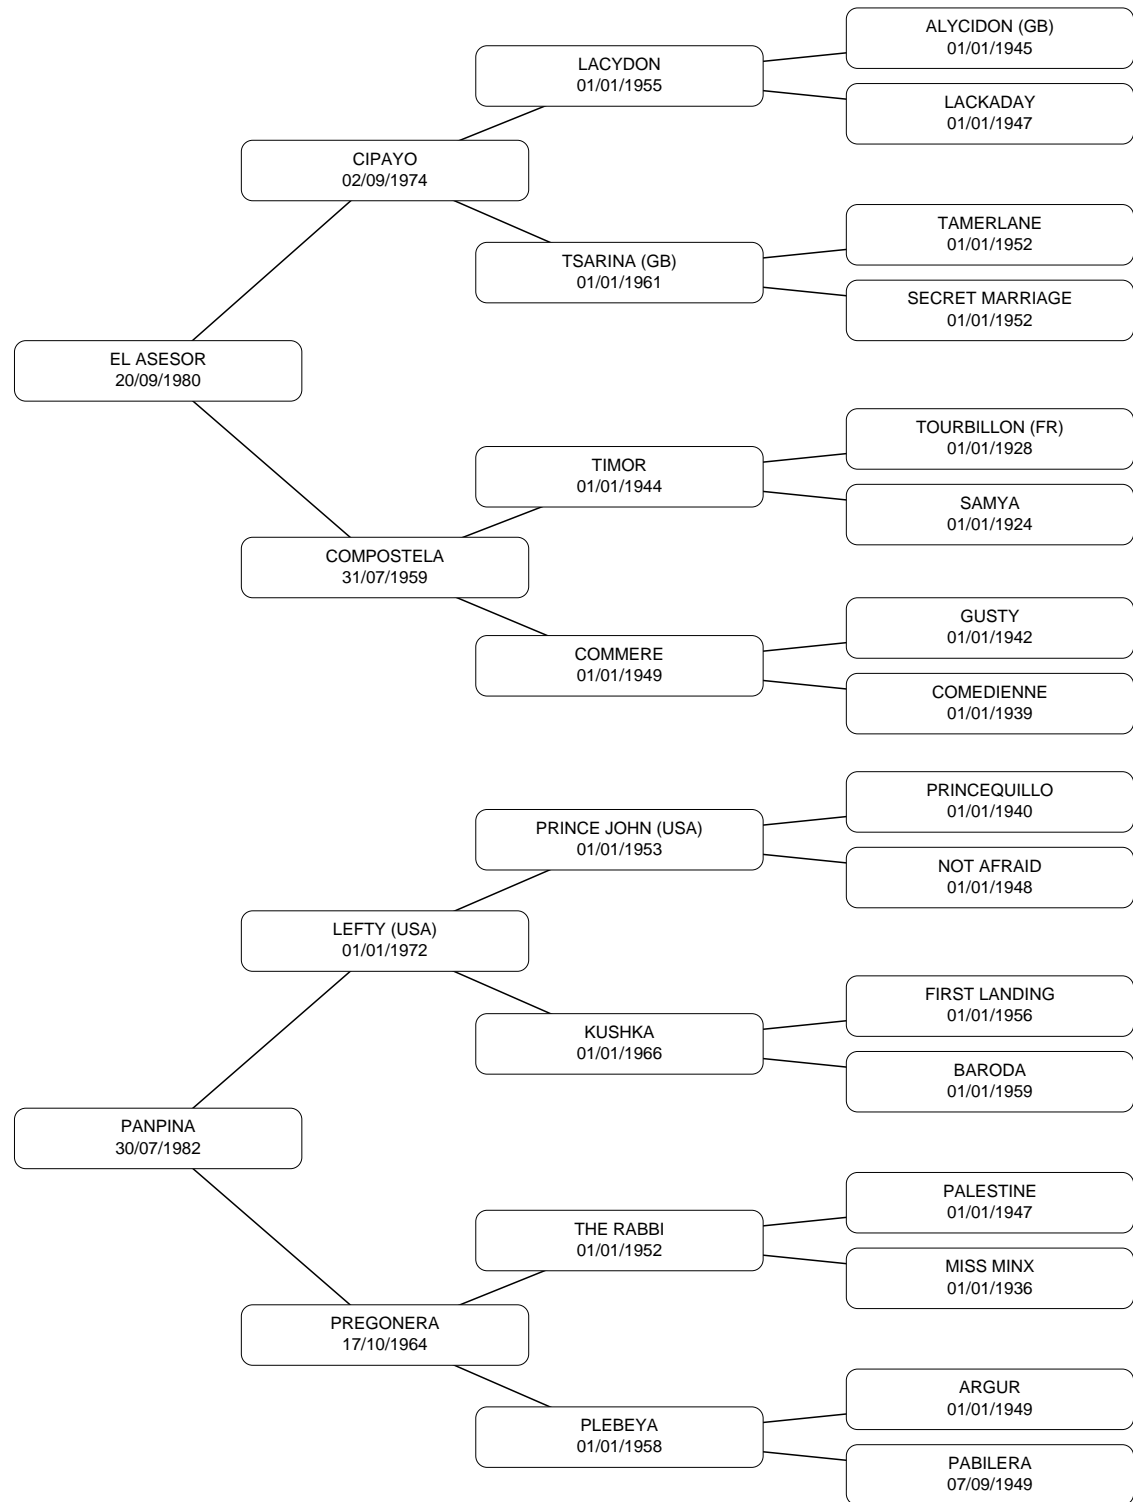 ALYCIDON (GB)
01/01/1945
LACYDON
01/01/1955
LACKADAY
01/01/1947
CIPAYO
02/09/1974
TAMERLANE
01/01/1952
TSARINA (GB)
01/01/1961
SECRET MARRIAGE
01/01/1952
EL ASESOR
20/09/1980
TOURBILLON (FR)
01/01/1928
TIMOR
01/01/1944
SAMYA
01/01/1924
COMPOSTELA
31/07/1959
GUSTY
01/01/1942
COMMERE
01/01/1949
COMEDIENNE
01/01/1939
PRINCEQUILLO
01/01/1940
PRINCE JOHN (USA)
01/01/1953
NOT AFRAID
01/01/1948
LEFTY (USA)
01/01/1972
FIRST LANDING
01/01/1956
KUSHKA
01/01/1966
BARODA
01/01/1959
PANPINA
30/07/1982
PALESTINE
01/01/1947
THE RABBI
01/01/1952
MISS MINX
01/01/1936
PREGONERA
17/10/1964
ARGUR
01/01/1949
PLEBEYA
01/01/1958
PABILERA
07/09/1949